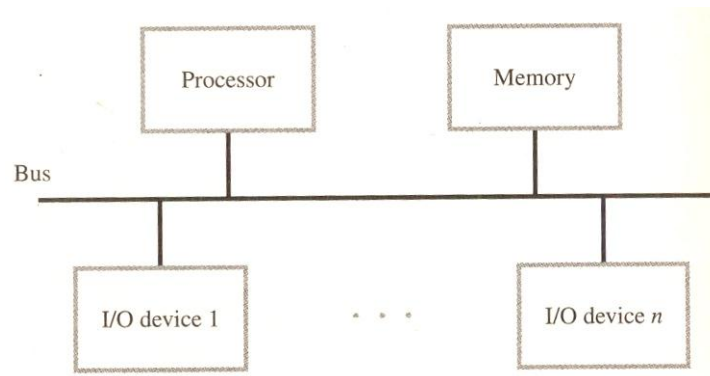 Processor
Memory
Bus
I/O device 1
. . .
I/O device n